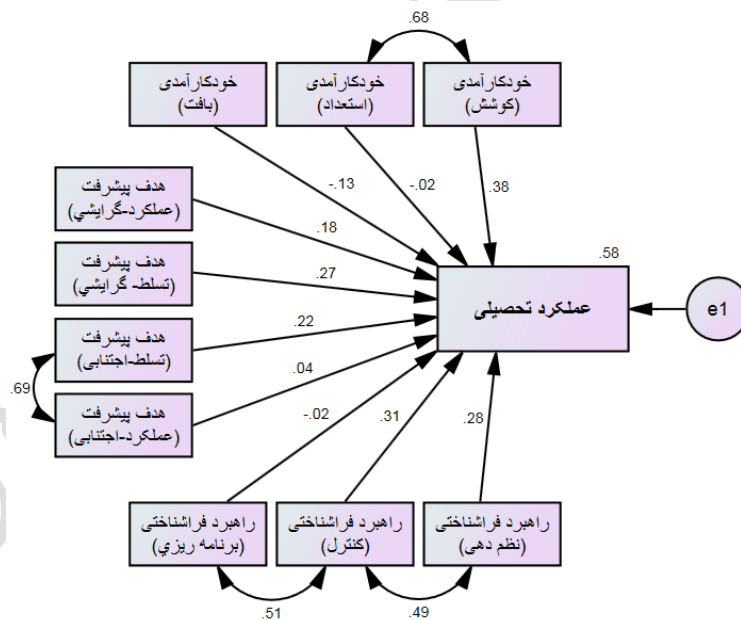 .68
خودکارآمدی
(بافت)
خودکارآمدی
(استعداد)
خودکارآمدی
(کوشش)
-.13
-.02
.38
هدف پیشرفت
(عملکرد-گرایشي)
.18
.58
هدف پیشرفت
(تسلط- گرایشي)
.27
عملکرد تحصیلی
e1
هدف پیشرفت
(تسلط-اجتنابی)
.22
.69
هدف پیشرفت
(عملکرد-اجتنابی)
.04
-.02
.31
.28
راهبرد فراشناختی
(برنامه ریزي)
راهبرد فراشناختی
(کنترل)
راهبرد فراشناختی
(نظم دهی)
.51
.49